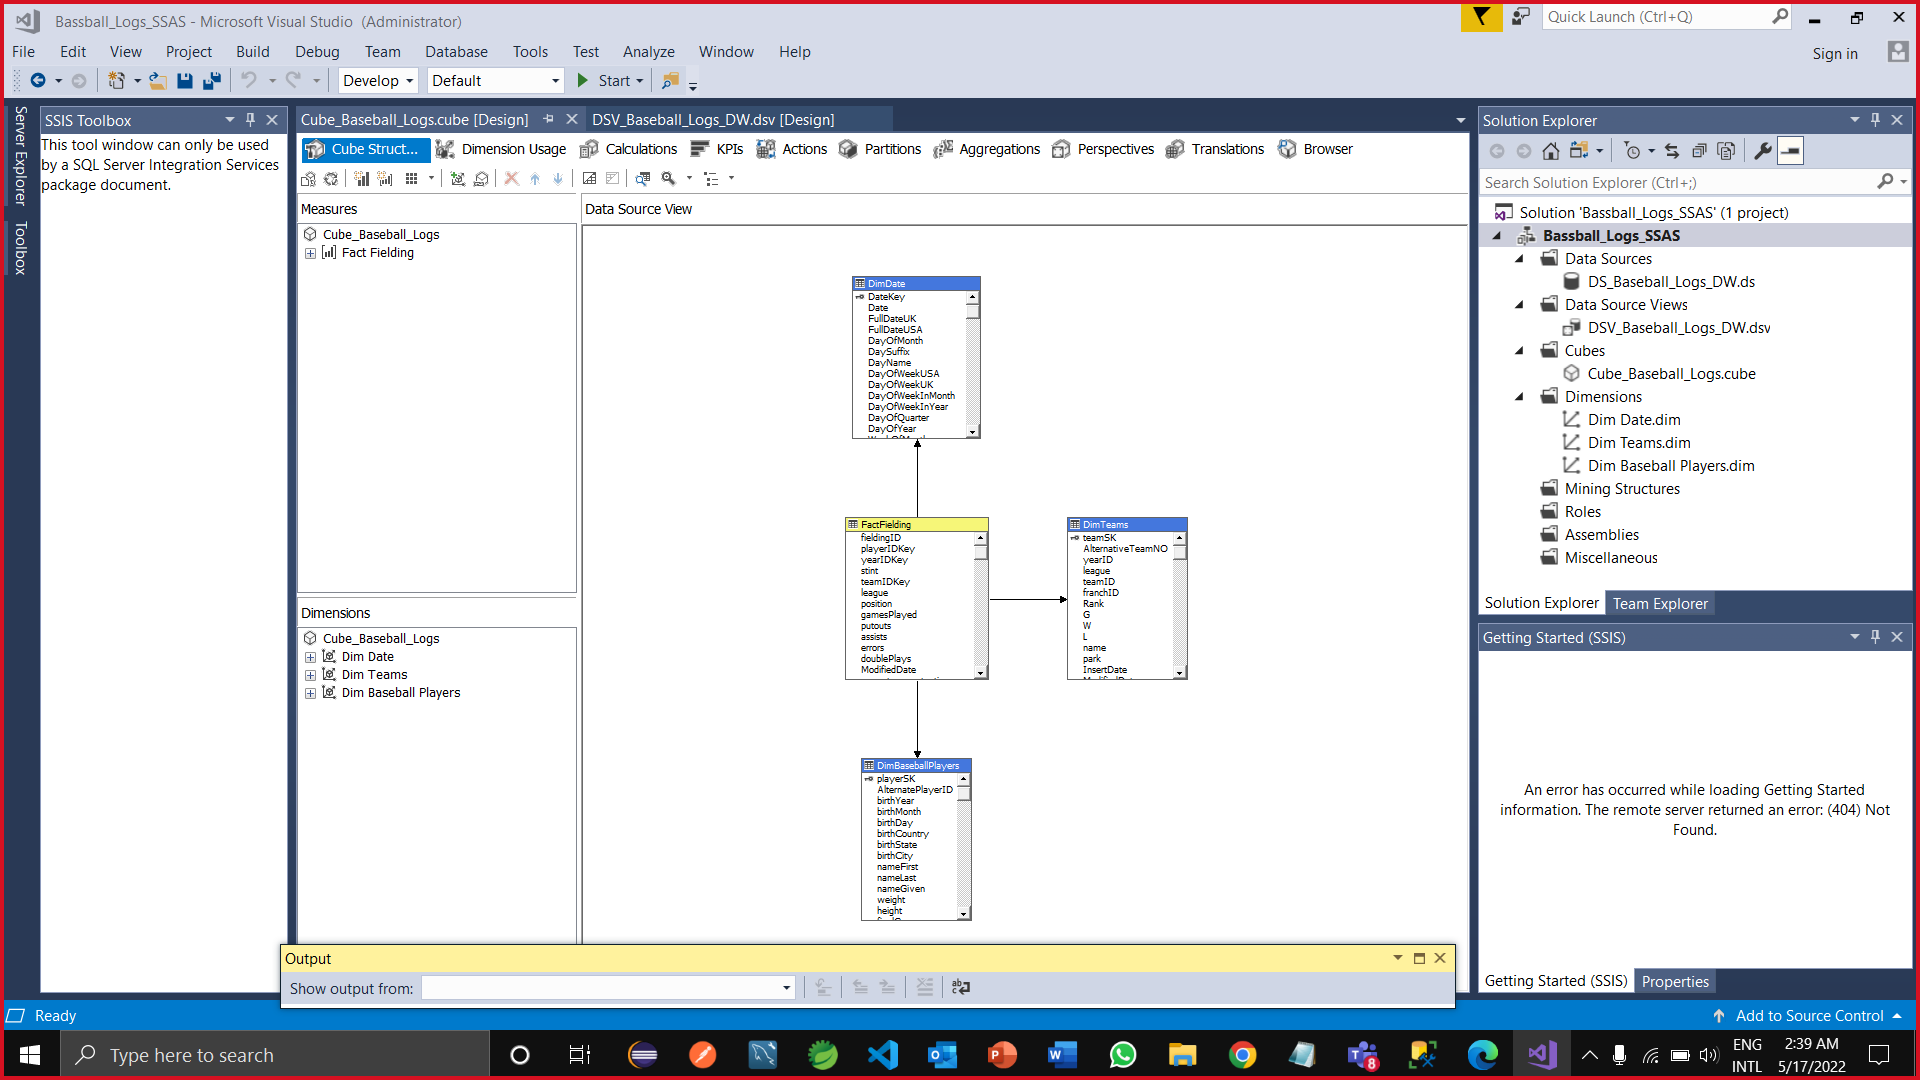 Bassball_Logs_SSAS - Microsoft Visual Studio (Administrator)
Quick Launch (Ctrl+Q)
File Edit View Project Build Debug Team Database Tools Test Analyze Window Help
Sign in
Develop Default Start
Server Explorer
Toolbox
SSIS Toolbox
This tool window can only be used
by a SQL Server Integration Services
package document.
Cube_Baseball_Logs.cube [Design] DSV_Baseball_Logs_DW.dsv [Design]
Cube Struct... Dimension Usage Calculations KPIs Actions Partitions Aggregations Perspectives Translations Browser
Measures
Cube_Baseball_Logs
Fact Fielding
Dimensions
Cube_Baseball_Logs
Dim Date
Dim Teams
Dim Baseball Players
Data Source View
DimDate
DateKey
Date
FullDateUK
FullDateUSA
DayOfMonth
DaySuffix
DayName
DayOfWeekUSA
DayOfWeekUK
DayOfWeekInMonth
DayOfWeekInYear
DayOfQuarter
DayOfYear
FactFielding
fieldingID
playerIDKey
yearIDKey
stint
teamIDKey
league
position
gamesPlayed
putouts
assists
errors
doublePlays
ModifiedDate
DimTeams
teamSK
AlternativeTeamNO
yearID
league
teamID
franchID
Rank
G
W
L
name
park
InsertDate
DimBaseballPlayers
playerSK
AlternatePlayerID
birthYear
birthMonth
birthDay
birthCountry
birthState
birthCity
nameFirst
nameLast
nameGiven
weight
height
Solution Explorer
Search Solution Explorer (Ctrl+;)
Solution 'Bassball_Logs_SSAS' (1 project)
Bassball_Logs_SSAS
Data Sources
DS_Baseball_Logs_DW.ds
Data Source Views
DSV_Baseball_Logs_DW.dsv
Cubes
Cube_Baseball_Logs.cube
Dimensions
Dim Date.dim
Dim Teams.dim
Dim Baseball Players.dim
Mining Structures
Roles
Assemblies
Miscellaneous
Solution Explorer Team Explorer
Getting Started (SSIS)
An error has occurred while loading Getting Started
information. The remote server returned an error: (404) Not
Found.
Getting Started (SSIS) Properties
Output
Show output from:
Ready
Add to Source Control
Type here to search
8
ENG
INTL
2:39 AM
5/17/2022